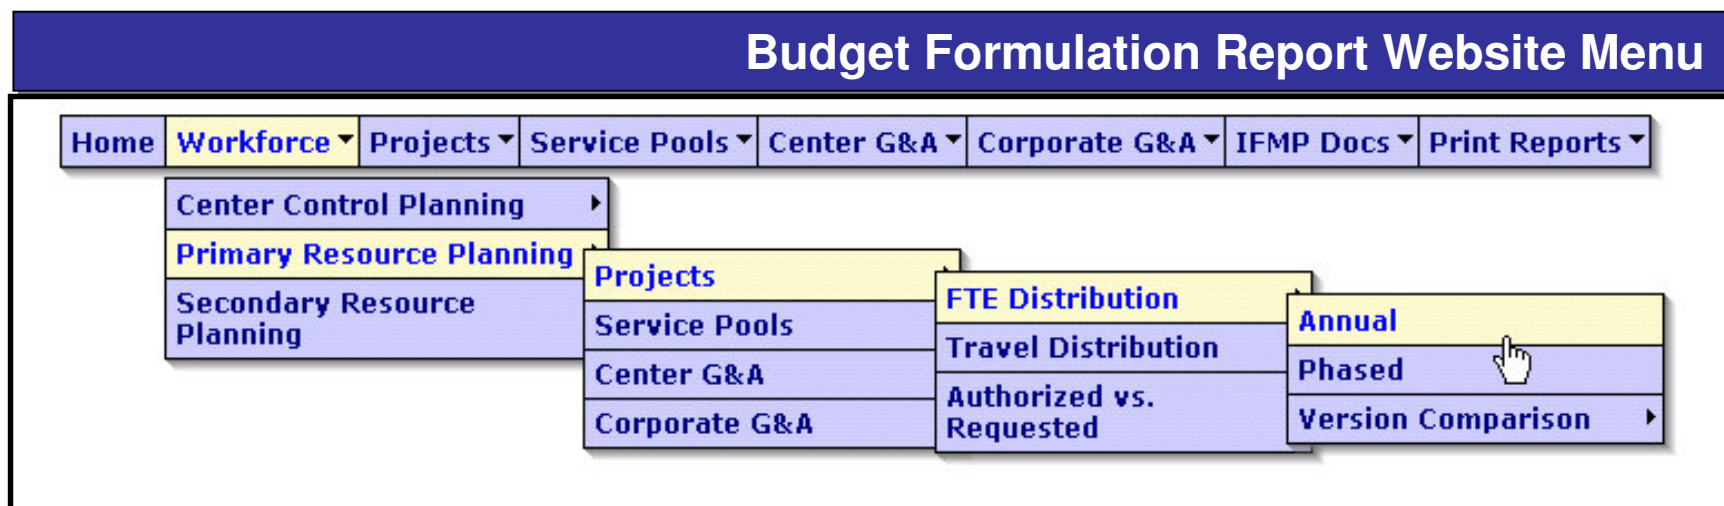 Budget Formulation Report Website Menu
Home Workforce Projects Service Pools Center G&A Corporate G&A IFMP Docs Print Reports
Center Control Planning
Primary Resource Planning
Secondary Resource
Planning
Projects
Service Pools
Center G&A
Corporate G&A
FTE Distribution
Travel Distribution
Authorized vs.
Requested
Annual
Phased
Version Comparison